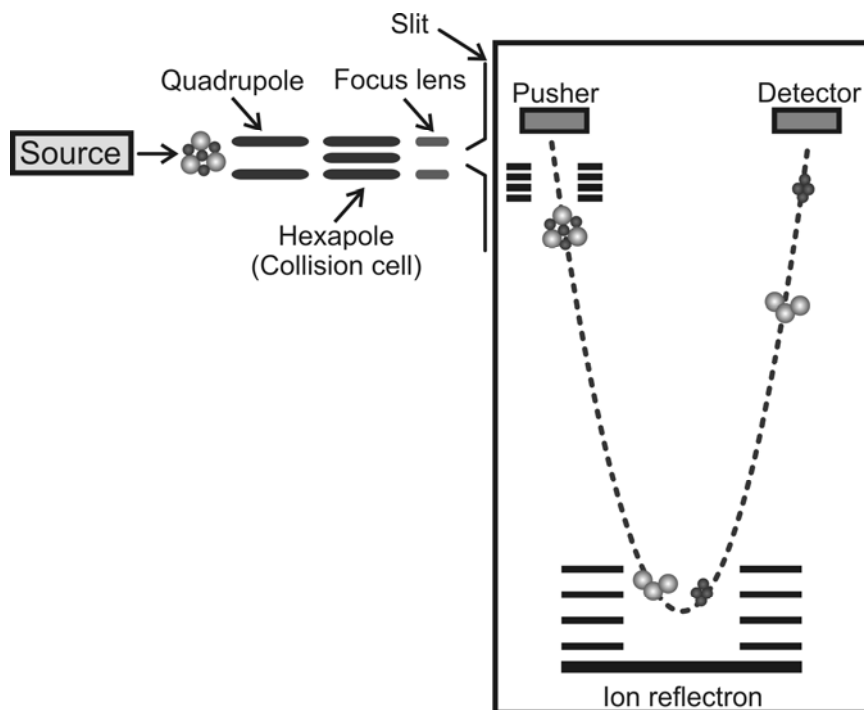 Slit
Quadrupole
Focus lens
Pusher
Detector
Source
Hexapole
(Collision cell)
Ion reflectron